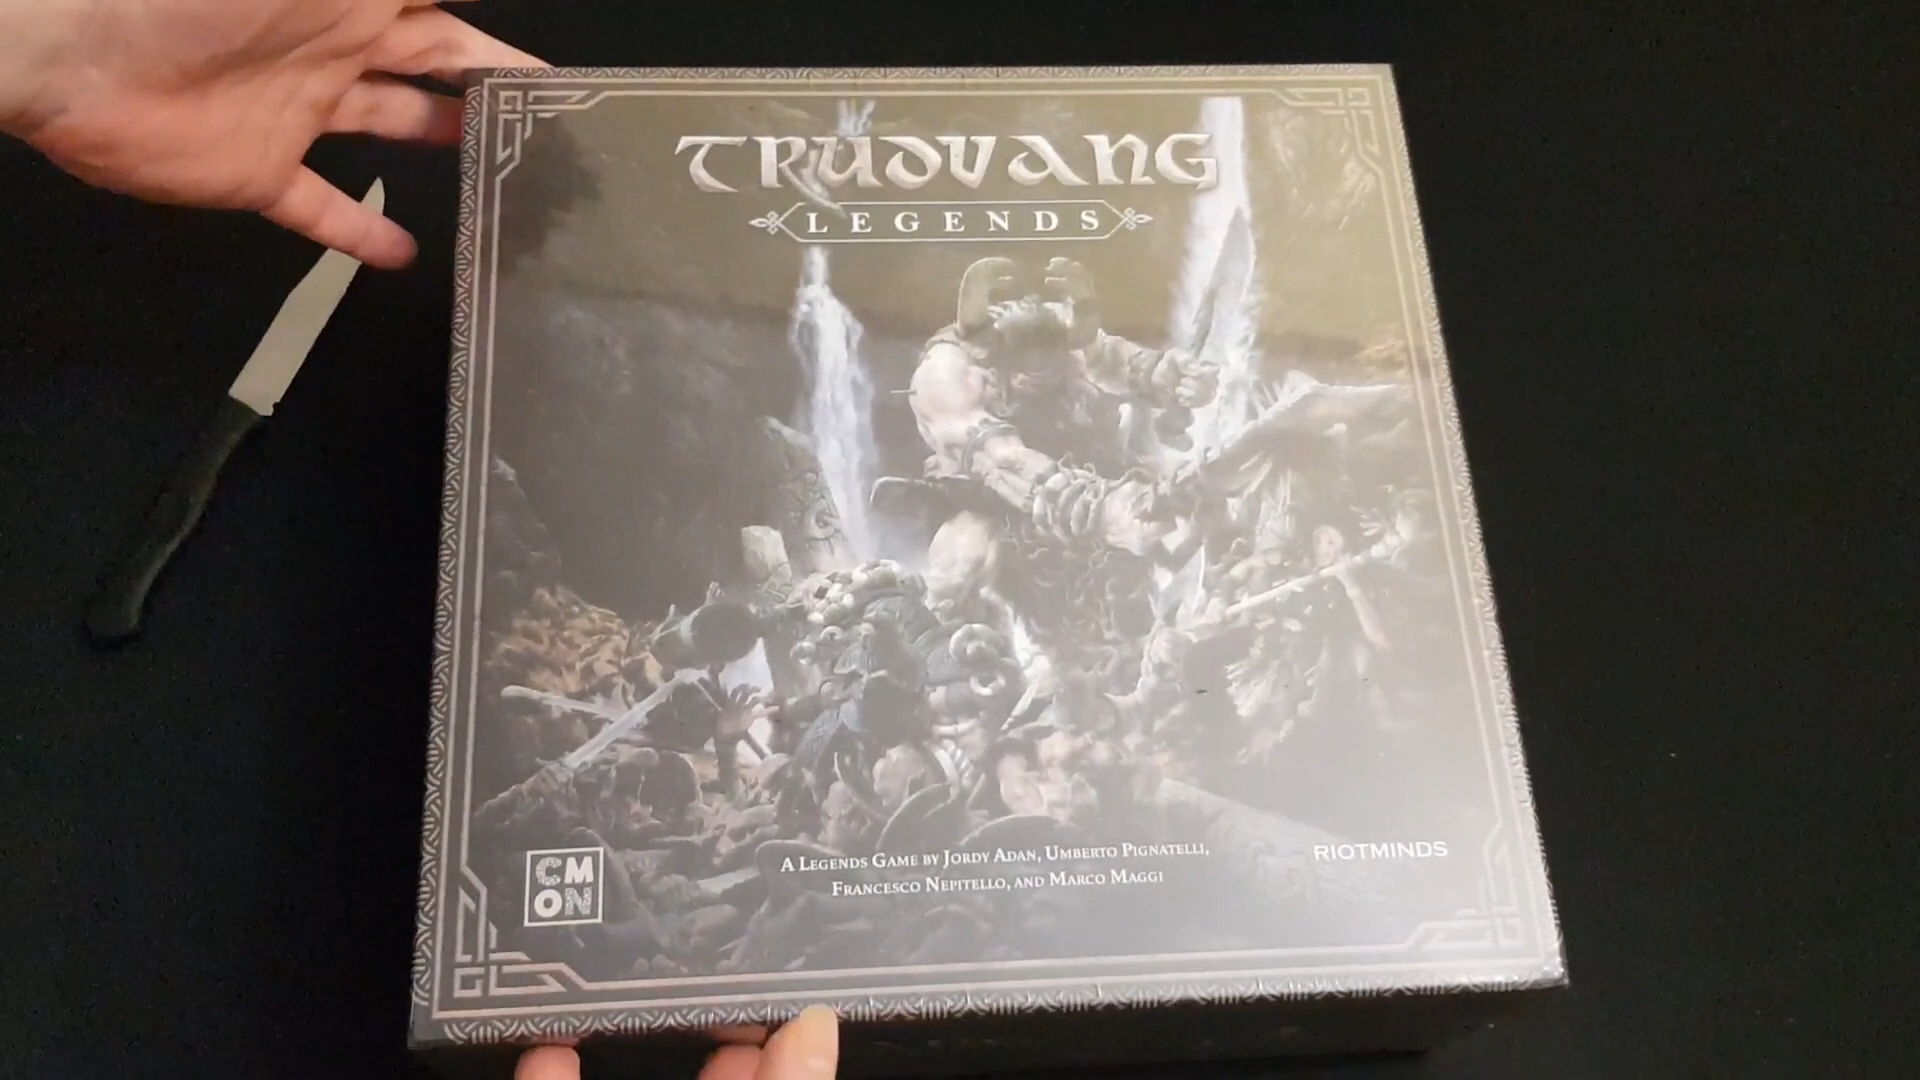 TRUDVANG
LEGENDS
A LEGENDS GAME BY JORDY ADAN, UMBERTO PIGNATELLI,
FRANCESCO NEPITELLO, AND MARCO MAGGI
RIOTMINDS
CM
ON